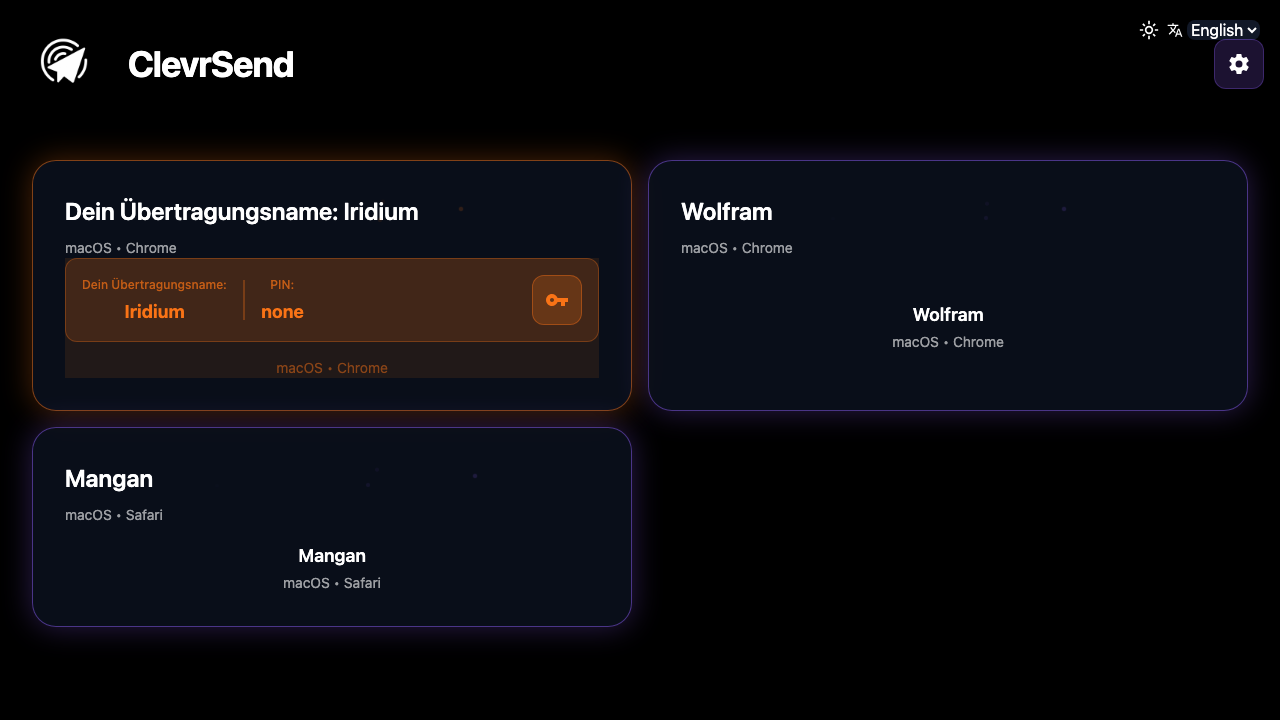 English
ClevrSend
Dein Übertragungsname: Iridium
macOS • Chrome
Dein Übertragungsname:
Iridium
PIN:
none
macOS • Chrome
Wolfram
macOS • Chrome
Wolfram
macOS • Chrome
Mangan
macOS • Safari
Mangan
macOS • Safari